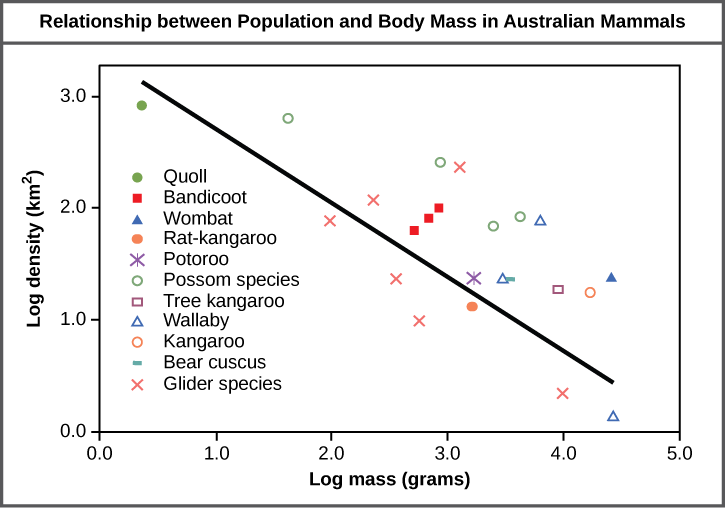 Relationship between Population and Body Mass in Australian Mammals
Log density (km2)
3.0
2.0
1.0
0.0
Quoll
Bandicoot
Wombat
Rat-kangaroo
Potoroo
Possom species
Tree kangaroo
Wallaby
Kangaroo
Bear cuscus
Glider species
0.0 1.0 2.0 3.0 4.0 5.0
Log mass (grams)